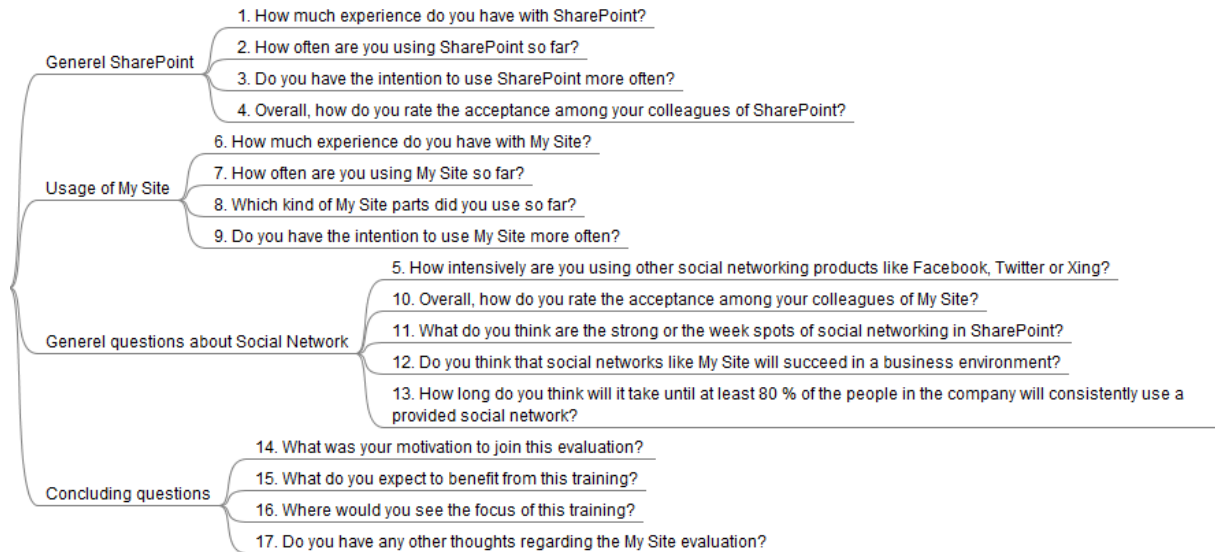 Generel SharePoint
1. How much experience do you have with SharePoint?
2. How often are you using SharePoint so far?
3. Do you have the intention to use SharePoint more often?
4. Overall, how do you rate the acceptance among your colleagues of SharePoint?
Usage of My Site
6. How much experience do you have with My Site?
7. How often are you using My Site so far?
8. Which kind of My Site parts did you use so far?
9. Do you have the intention to use My Site more often?
Generel questions about Social Network
5. How intensively are you using other social networking products like Facebook, Twitter or Xing?
10. Overall, how do you rate the acceptance among your colleagues of My Site?
11. What do you think are the strong or the week spots of social networking in SharePoint?
12. Do you think that social networks like My Site will succeed in a business environment?
13. How long do you think will it take until at least 80 % of the people in the company will consistently use a
provided social network?
Concluding questions
14. What was your motivation to join this evaluation?
15. What do you expect to benefit from this training?
16. Where would you see the focus of this training?
17. Do you have any other thoughts regarding the My Site evaluation?